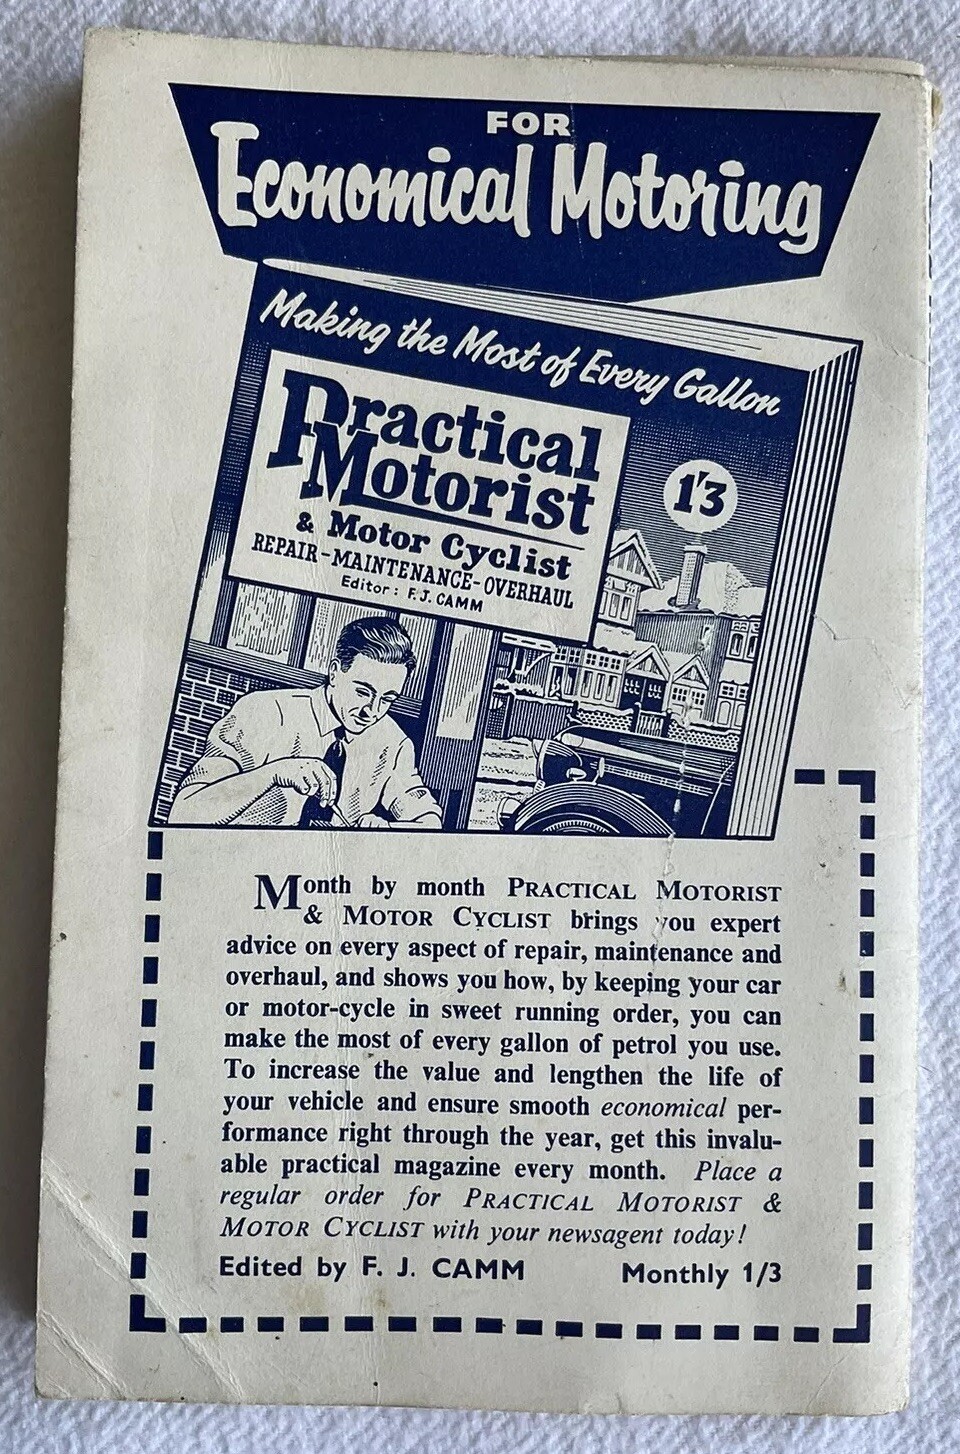 FOR
Economical Motoring
Making the Most of Every Gallon
Practical
Motorist
& Motor Cyclist
REPAIR-MAINTENANCE-OVERHAUL
Editor: F.J. CAMM
1'3
Month by month PRACTICAL MOTORIST
& MOTOR CYCLIST brings you expert
advice on every aspect of repair, maintenance and
overhaul, and shows you how, by keeping your car
or motor-cycle in sweet running order, you can
make the most of every gallon of petrol you use.
To increase the value and lengthen the life of
your vehicle and ensure smooth economical per-
formance right through the year, get this invalu-
able practical magazine every month. Place a
regular order for PRACTICAL MOTORIST &
MOTOR CYCLIST with your newsagent today!
Edited by F. J. CAMM Monthly 1/3